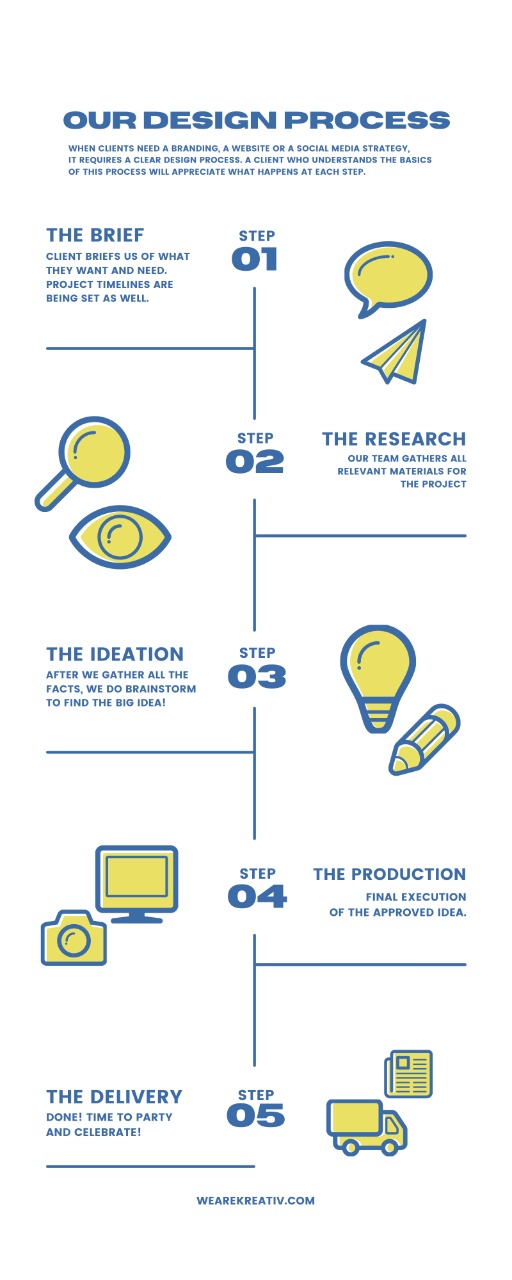 OUR DESIGN PROCESS
WHEN CLIENTS NEED A BRANDING, A WEBSITE OR A SOCIAL MEDIA STRATEGY,
IT REQUIRES A CLEAR DESIGN PROCESS. A CLIENT WHO UNDERSTANDS THE BASICS
OF THIS PROCESS WILL APPRECIATE WHAT HAPPENS AT EACH STEP.
STEP
01
THE BRIEF
CLIENT BRIEFS US OF WHAT
THEY WANT AND NEED.
PROJECT TIMELINES ARE
BEING SET AS WELL.
STEP
02
THE RESEARCH
OUR TEAM GATHERS ALL
RELEVANT MATERIALS FOR
THE PROJECT
STEP
03
THE IDEATION
AFTER WE GATHER ALL THE
FACTS, WE DO BRAINSTORM
TO FIND THE BIG IDEA!
STEP
04
THE PRODUCTION
FINAL EXECUTION
OF THE APPROVED IDEA.
STEP
05
THE DELIVERY
DONE! TIME TO PARTY
AND CELEBRATE!
WEAREKREATIV.COM